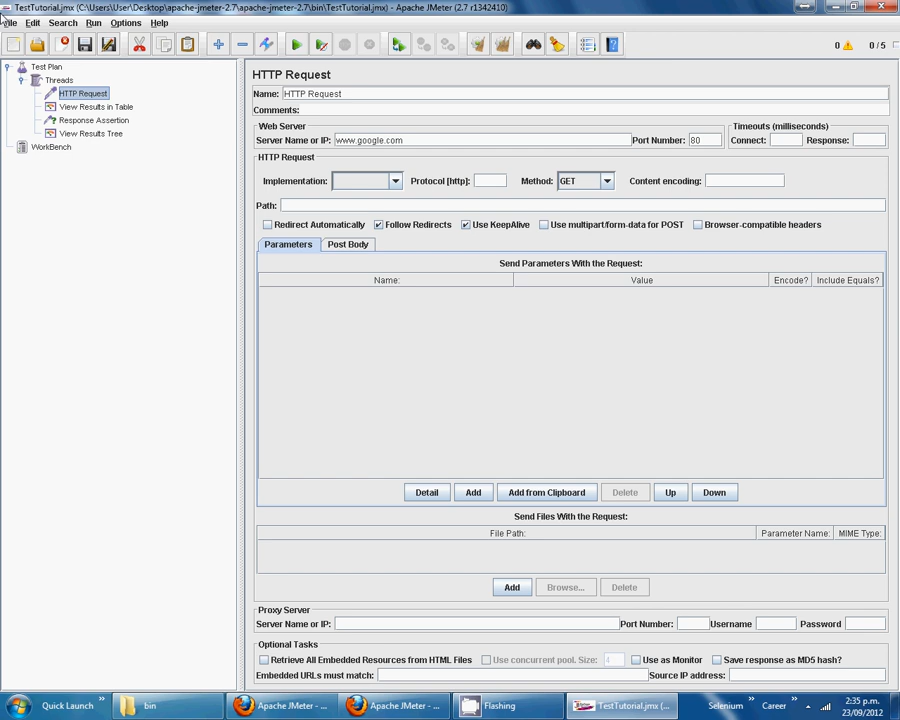 TestTutorial.jmx (C:\Users\User\Desktop\apache-jmeter-2.7\apache-jmeter-2.7\bin\TestTutorial.jmx) - Apache JMeter (2.7 r1342410)
File Edit Search Run Options Help
0 0/5
Test Plan
Threads
HTTP Request
View Results in Table
Response Assertion
View Results Tree
WorkBench
HTTP Request
Name: HTTP Request
Comments:
Web Server
Server Name or IP: www.google.com Port Number: 80
Timeouts (milliseconds)
Connect: Response:
HTTP Request
Implementation: Protocol [http]: Method: GET Content encoding:
Path:
Redirect Automatically Follow Redirects Use KeepAlive Use multipart/form-data for POST Browser-compatible headers
Parameters Post Body
Send Parameters With the Request:
Name: Value Encode? Include Equals?
Detail Add Add from Clipboard Delete Up Down
Send Files With the Request:
File Path: Parameter Name: MIME Type:
Add Browse... Delete
Proxy Server
Server Name or IP: Port Number: Username Password
Optional Tasks
Retrieve All Embedded Resources from HTML Files Use concurrent pool. Size: 4 Use as Monitor Save response as MD5 hash?
Embedded URLs must match: Source IP address:
Quick Launch » bin Apache JMeter - ... Apache JMeter - ... Flashing TestTutorial.jmx (... Selenium » Career »
2:35 p.m.
23/09/2012